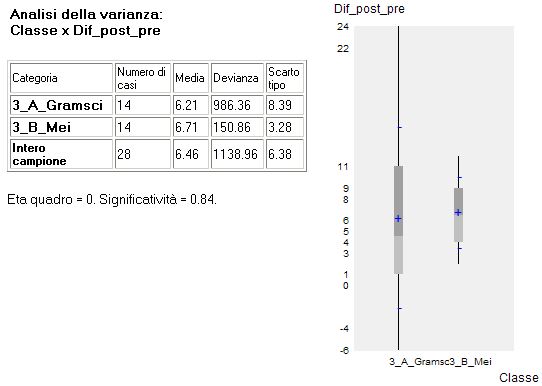 Analisi della varianza:
Classe x Dif_post_pre
Categoria Numero di casi Media Devianza Scarto tipo
3_A_Gramsci 14 6.21 986.36 8.39
3_B_Mei 14 6.71 150.86 3.28
Intero campione 28 6.46 1138.96 6.38
Eta quadro = 0. Significatività = 0.84.
Dif_post_pre
24
22
11
9
8
6
5
4
3
1
0
-4
-6
3_A_Gramsc3_B_Mei
Classe